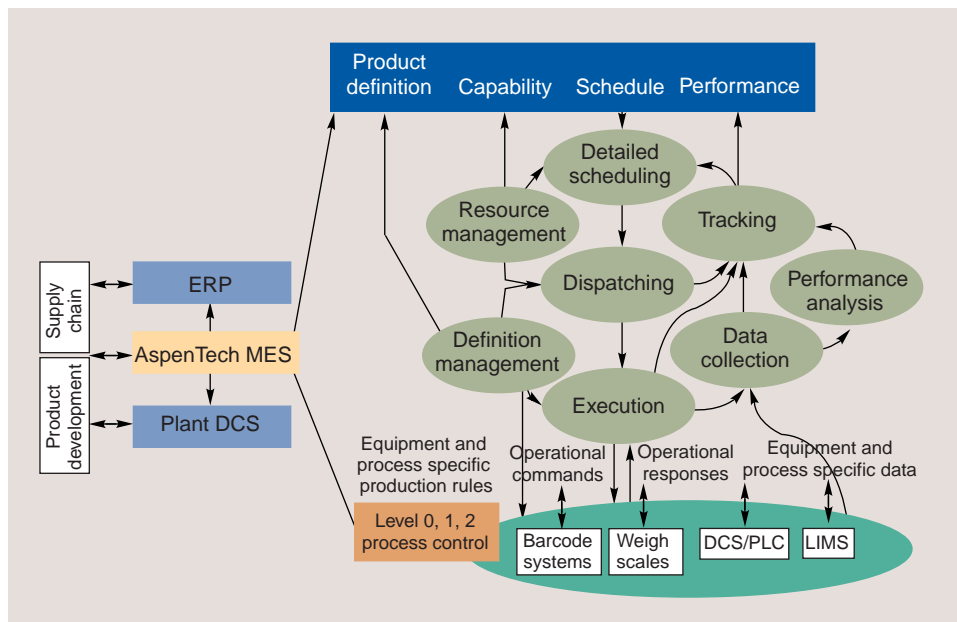 Product
definition
Capability
Schedule
Performance
Detailed
scheduling
Resource
management
Tracking
Dispatching
Performance
analysis
Definition
management
Data
collection
Execution
Supply
chain
ERP
AspenTech MES
Product
development
Plant DCS
Equipment and
process specific
production rules
Operational
commands
Operational
responses
Equipment and
process specific data
Level 0, 1, 2
process control
Barcode
systems
Weigh
scales
DCS/PLC
LIMS